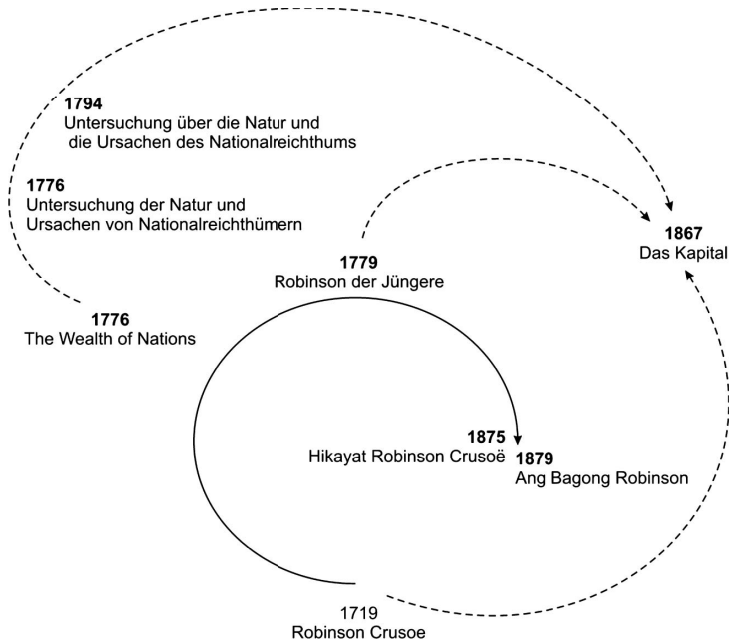 1794
Untersuchung über die Natur und
die Ursachen des Nationalreichthums
1776
Untersuchung der Natur und
Ursachen von Nationalreichthümern
1867
Das Kapital
1779
Robinson der Jüngere
1776
The Wealth of Nations
1875
Hikayat Robinson Crusoë
1879
Ang Bagong Robinson
1719
Robinson Crusoe